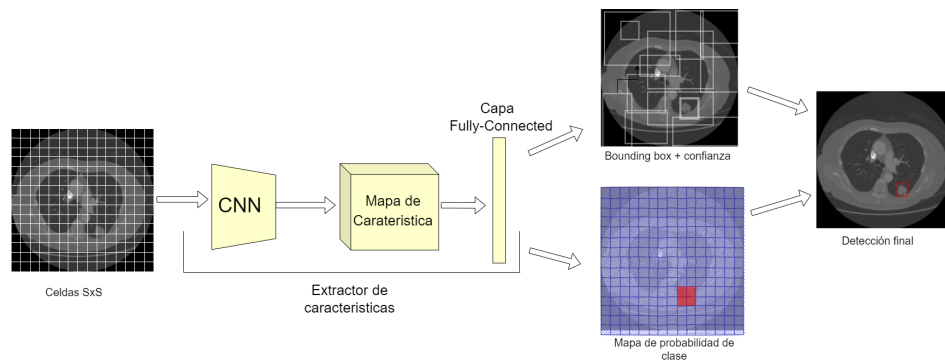 Celdas SxS
CNN
Mapa de
Carateristica
Capa
Fully-Connected
Extractor de
caracteristicas
Bounding box + confianza
Mapa de probabilidad de
clase
Detección final